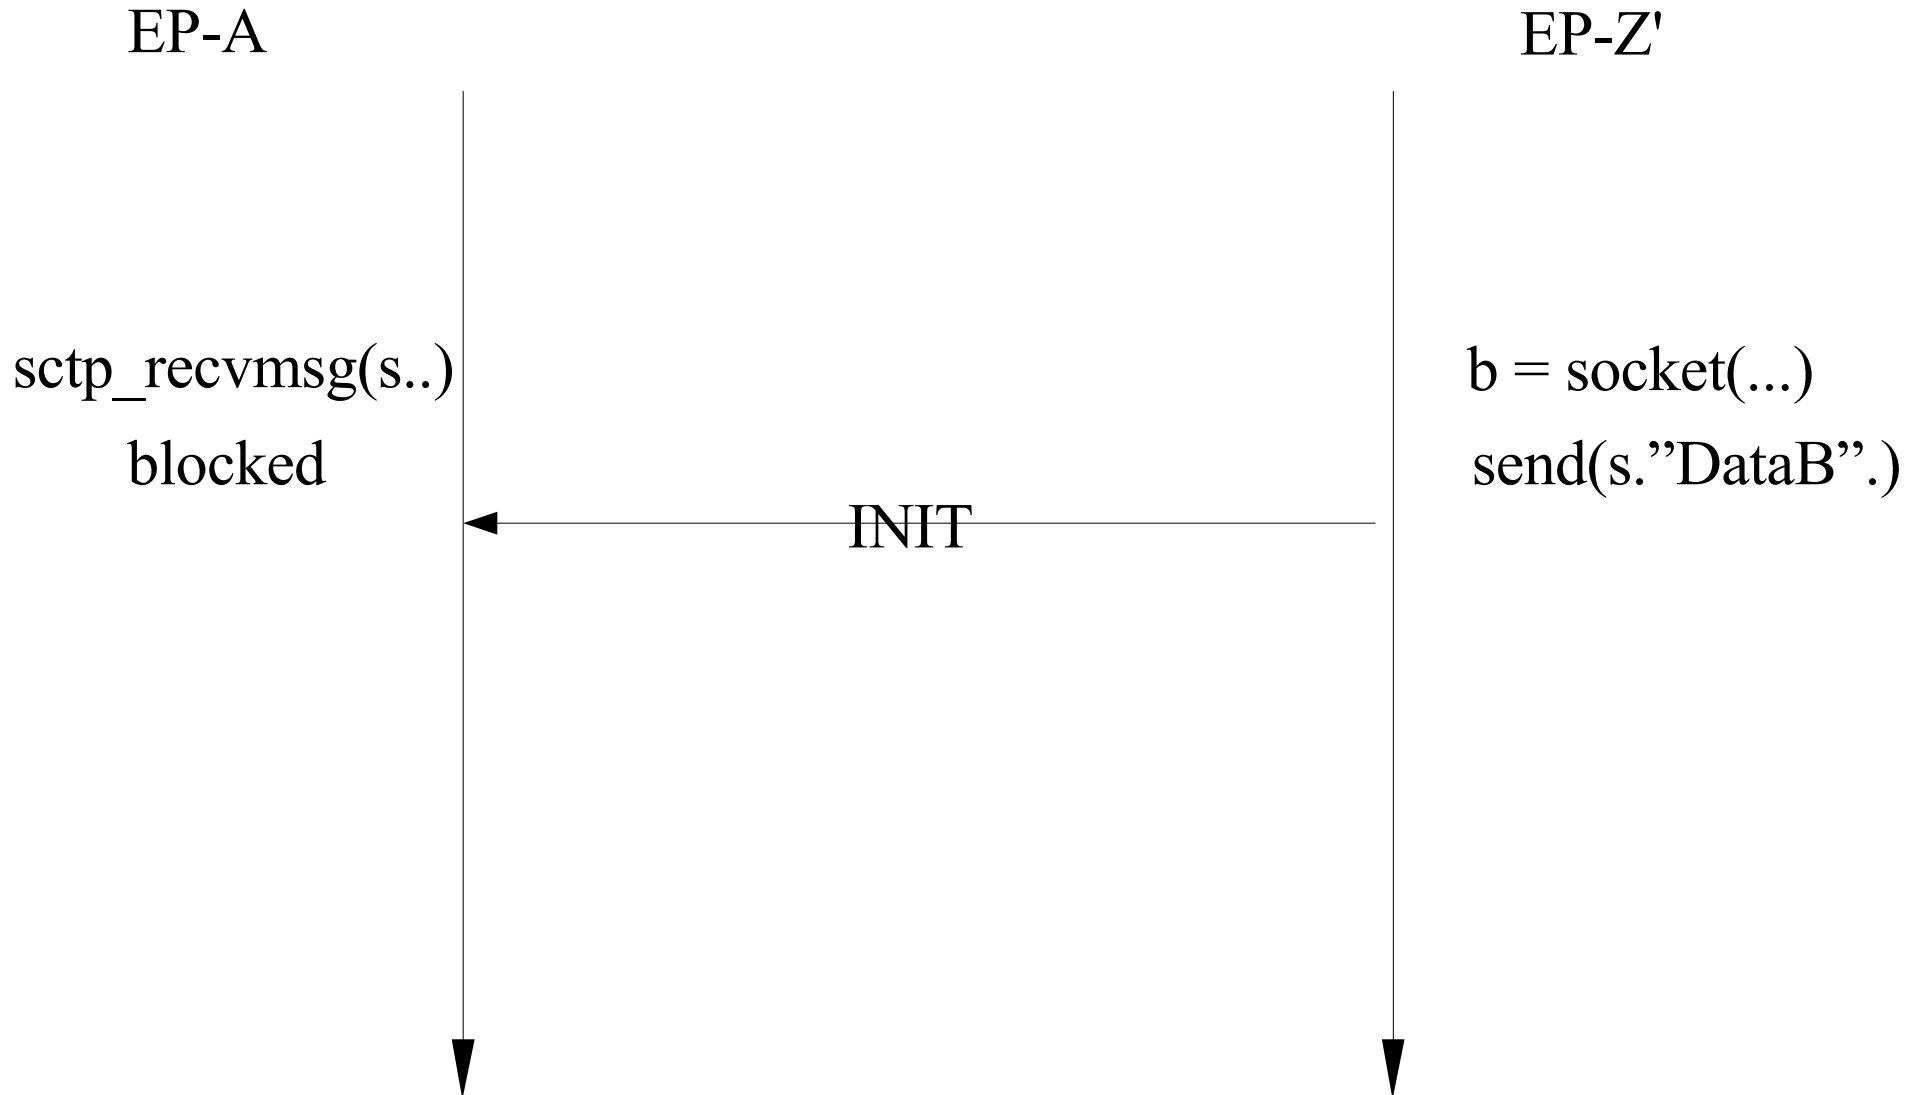 EP-A
EP-Z'
sctp_recvmsg(s..)
blocked
b = socket(...)
send(s.”DataB”.)
INIT